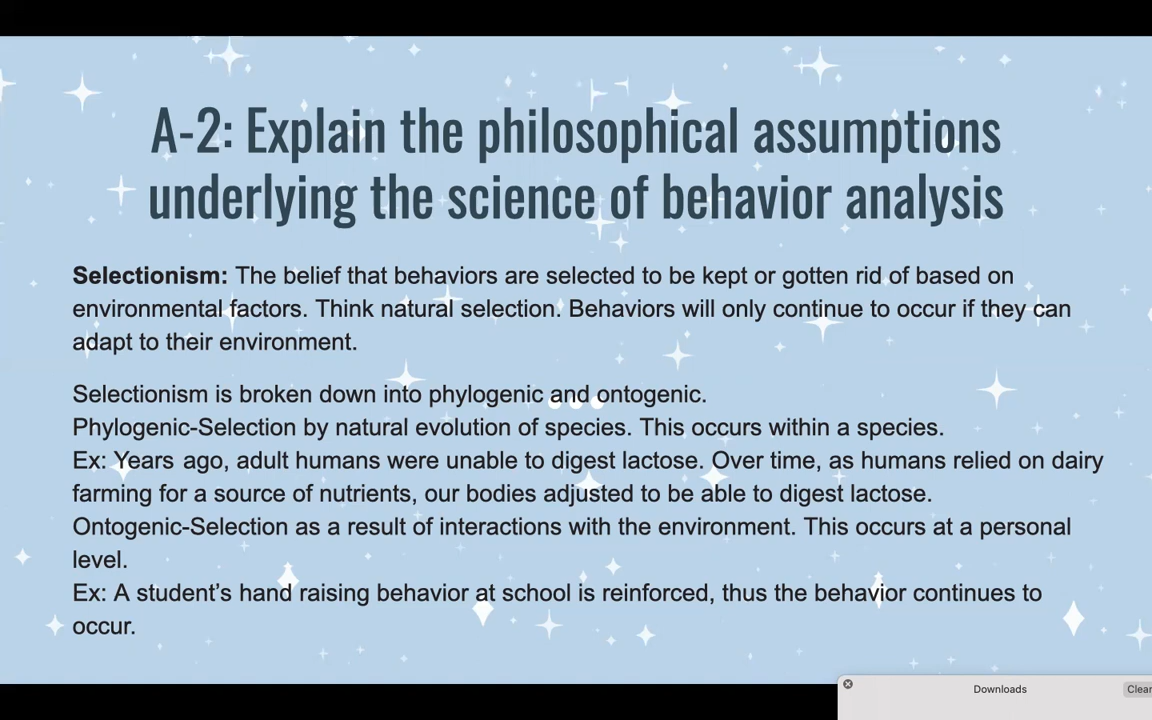 A-2: Explain the philosophical assumptions
underlying the science of behavior analysis
Selectionism: The belief that behaviors are selected to be kept or gotten rid of based on
environmental factors. Think natural selection. Behaviors will only continue to occur if they can
adapt to their environment.
Selectionism is broken down into phylogenic and ontogenic.
Phylogenic-Selection by natural evolution of species. This occurs within a species.
Ex: Years ago, adult humans were unable to digest lactose. Over time, as humans relied on dairy
farming for a source of nutrients, our bodies adjusted to be able to digest lactose.
Ontogenic-Selection as a result of interactions with the environment. This occurs at a personal
level.
Ex: A student’s hand raising behavior at school is reinforced, thus the behavior continues to
occur.
Downloads
Clear